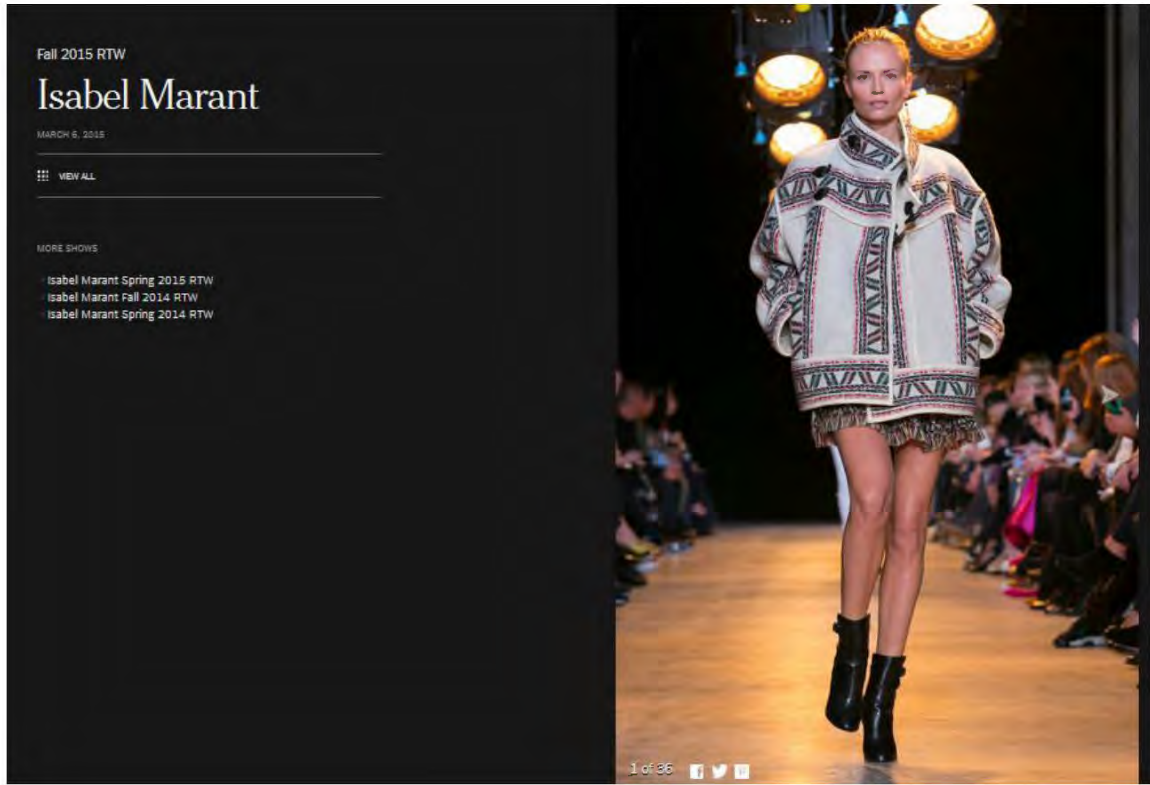 Fall 2015 RTW
Isabel Marant
MARCH 6, 2015
VIEW ALL
MORE SHOWS
Isabel Marant Spring 2015 RTW
Isabel Marant Fall 2014 RTW
Isabel Marant Spring 2014 RTW
1 of 36